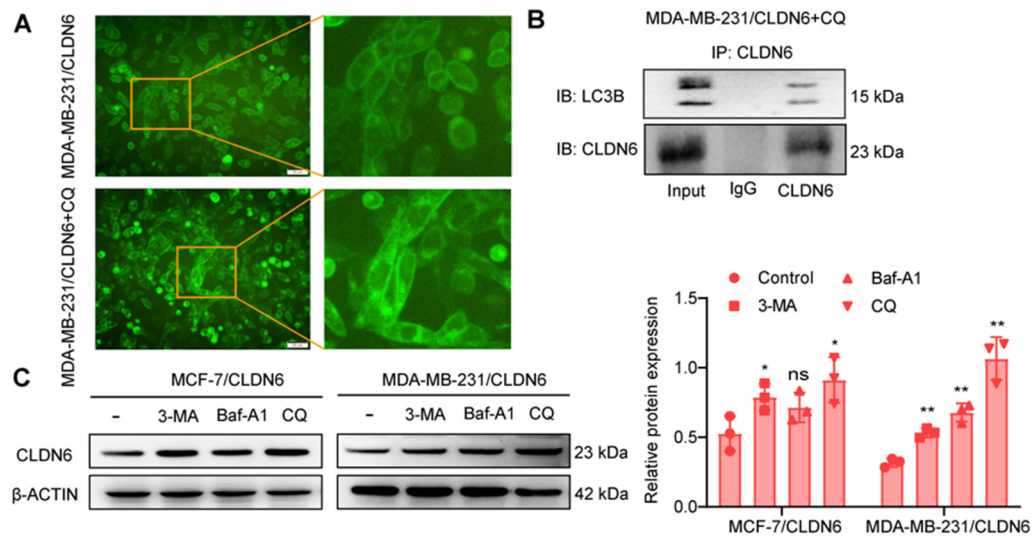 A
MDA-MB-231/CLDN6
MDA-MB-231/CLDN6+CQ
B
MDA-MB-231/CLDN6+CQ
IP: CLDN6
IB: LC3B
15 kDa
IB: CLDN6
23 kDa
Input IgG CLDN6
C
MCF-7/CLDN6 MDA-MB-231/CLDN6
- 3-MA Baf-A1 CQ - 3-MA Baf-A1 CQ
CLDN6 23 kDa
β-ACTIN 42 kDa
Control Baf-A1
3-MA CQ
Relative protein expression
1.5
1.0
0.5
0.0
* ns * ** ** **
MCF-7/CLDN6 MDA-MB-231/CLDN6